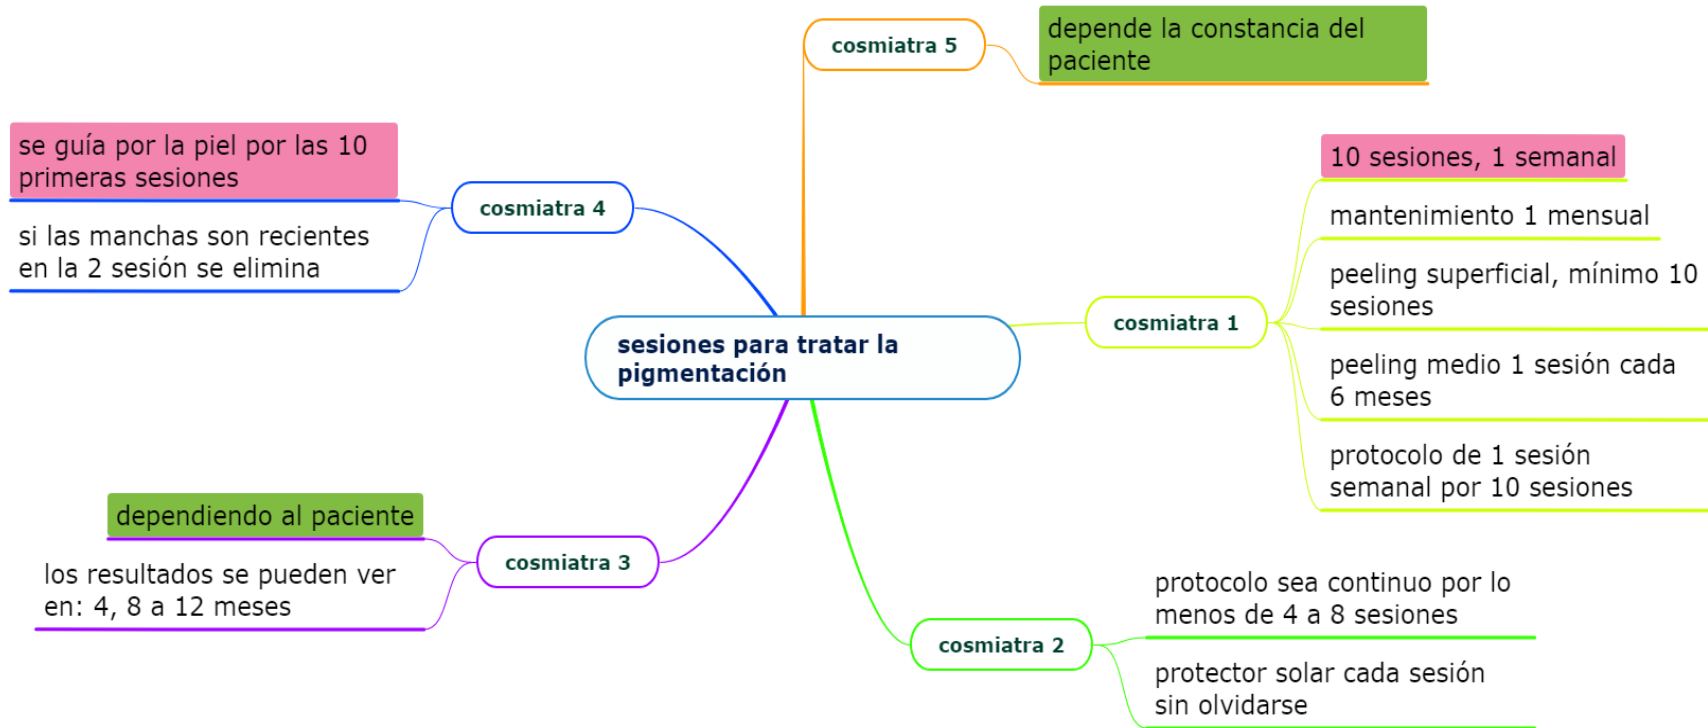 sesiones para tratar la
pigmentación
cosmiatra 5
depende la constancia del
paciente
cosmiatra 1
10 sesiones, 1 semanal
mantenimiento 1 mensual
peeling superficial, mínimo 10
sesiones
peeling medio 1 sesión cada
6 meses
protocolo de 1 sesión
semanal por 10 sesiones
cosmiatra 2
protocolo sea continuo por lo
menos de 4 a 8 sesiones
protector solar cada sesión
sin olvidarse
cosmiatra 3
dependiendo al paciente
los resultados se pueden ver
en: 4, 8 a 12 meses
cosmiatra 4
se guía por la piel por las 10
primeras sesiones
si las manchas son recientes
en la 2 sesión se elimina